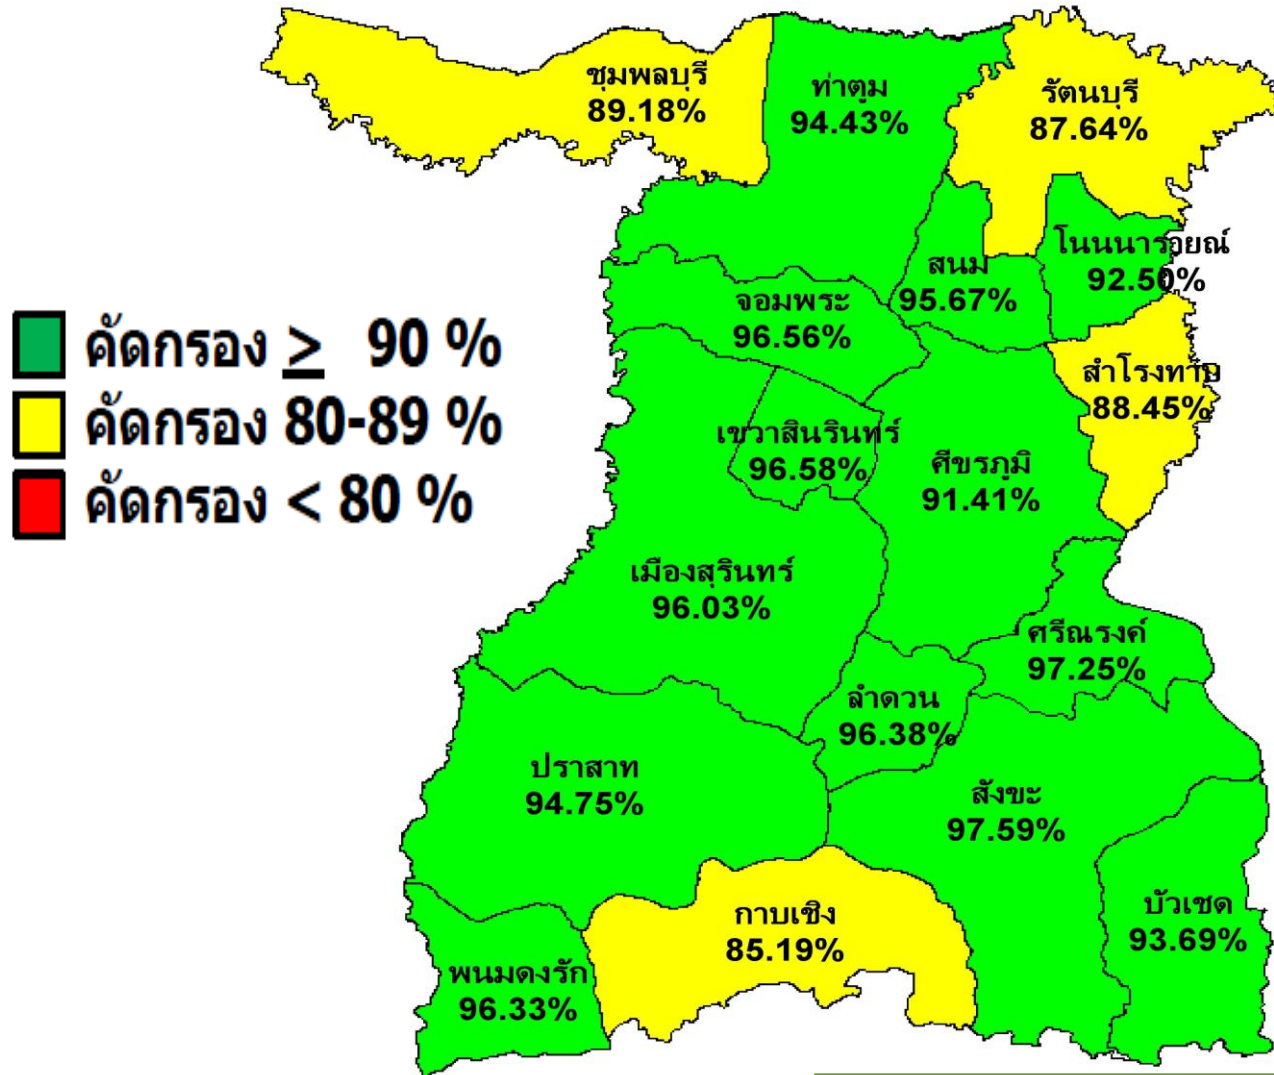 ชุมพลบุรี
89.18%
ท่าตูม
94.43%
รัตนบุรี
87.64%
โนนนารายณ์
92.50%
สนม
95.67%
จอมพระ
96.56%
คัดกรอง ≥ 90 %
คัดกรอง 80-89 %
คัดกรอง < 80 %
สำโรงทาบ
88.45%
เขวาสินรินทร์
96.58%
ศีขรภูมิ
91.41%
เมืองสุรินทร์
96.03%
ศรีณรงค์
97.25%
ลำดวน
96.38%
ปราสาท
94.75%
สังขะ
97.59%
กาบเชิง
85.19%
บัวเชด
93.69%
พนมดงรัก
96.33%